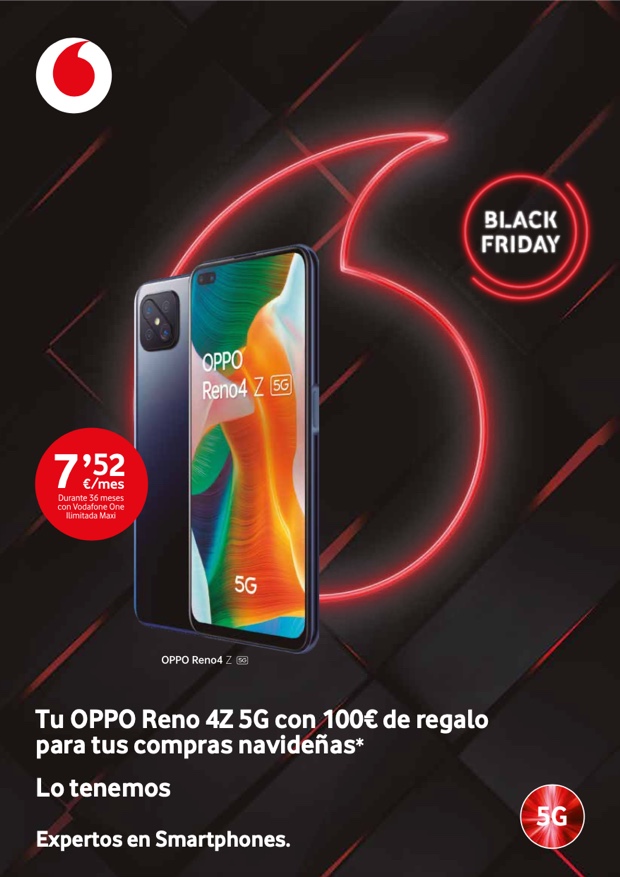 BLACK
FRIDAY
OPPO
Reno4 Z 5G
7'52
€/mes
Durante 36 meses
con Vodafone One
Ilimitada Maxi
5G
OPPO Reno4 Z 5G
Tu OPPO Reno 4Z 5G con 100€ de regalo
para tus compras navideñas*
Lo tenemos
5G
Expertos en Smartphones.